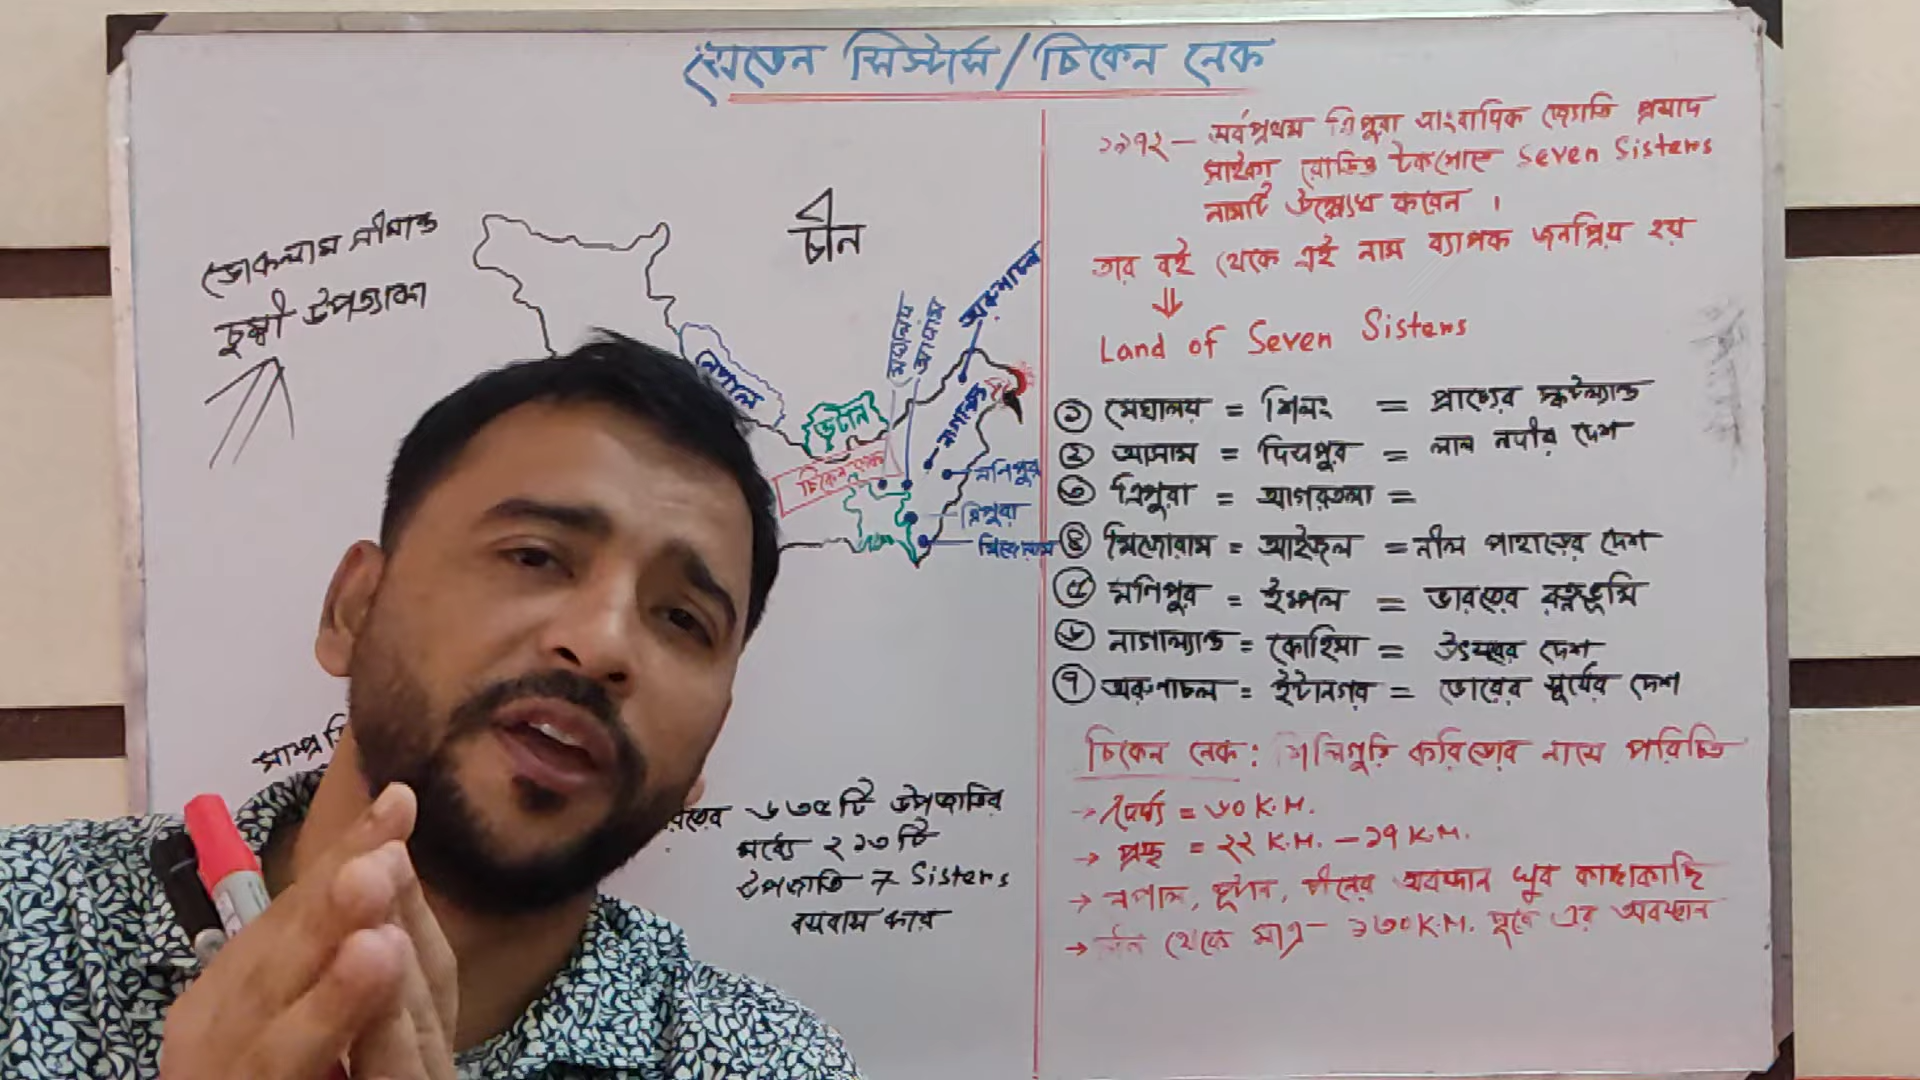 সেভেন সিস্টার্স/চিকেন নেক
ডোকলাম সীমান্ত
চুম্বী উপত্যকা
চীন
নেপাল
ভুটান
মেঘালয়
আসাম
অরুণাচল
মনিপুর
ত্রিপুরা
মিজোরাম
১৯৭২ — সর্বপ্রথম ত্রিপুরা সাংবাদিক জ্যোতি প্রসাদ
সাইকা রেডিও টকশোতে Seven Sisters
নামটি উল্লেখ করেন ।
তার বই থেকে এই নাম ব্যাপক জনপ্রিয় হয়
Land of Seven Sisters
১ মেঘালয় = শিলং = প্রাচ্যের স্কটল্যান্ড
২ আসাম = দিসপুর = লাল নদীর দেশ
৩ ত্রিপুরা = আগরতলা =
৪ মিজোরাম = আইজল = নীল পাহাড়ের দেশ
৫ মনিপুর = ইম্ফল = ভারতের রত্নভূমি
৬ নাগাল্যান্ড = কোহিমা = উৎসবের দেশ
৭ অরুণাচল = ইটানগর = ভোরের সূর্যের দেশ
চিকেন নেক : শিলিগুড়ি করিডোর নামে পরিচিত
→ দৈর্ঘ্য = ৬০ K.M.
→ প্রস্থ = ২২ K.M. – ১৭ K.M.
→ নেপাল, ভুটান, চীনের অবস্থান খুব কাছাকাছি
→ চীন থেকে মাত্র – ১৩০ K.M. দূরে এর অবস্থান
৬৩৫ টি উপজাতির
মধ্যে ২১৩ টি
উপজাতি 7 Sisters
বসবাস করে